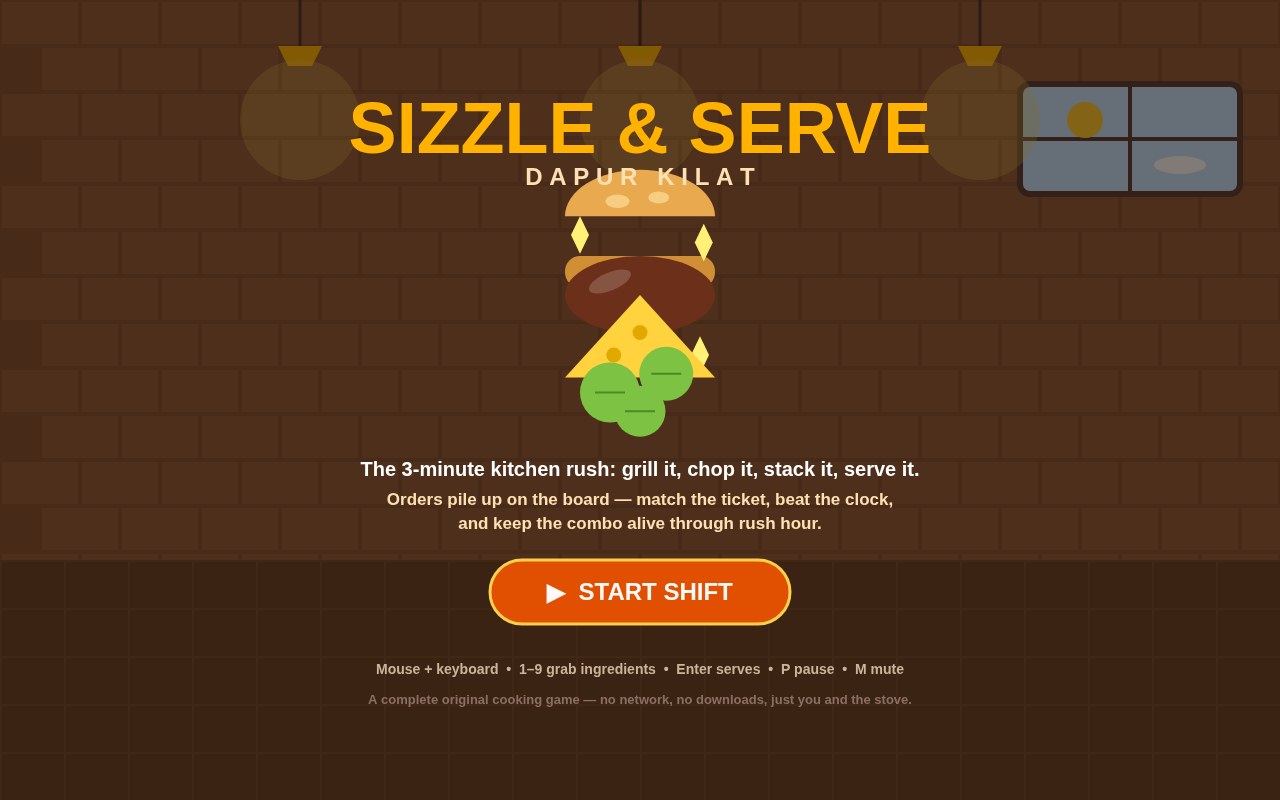 SIZZLE & SERVE
DAPUR KILAT
The 3-minute kitchen rush: grill it, chop it, stack it, serve it.
Orders pile up on the board — match the ticket, beat the clock,
and keep the combo alive through rush hour.
▶ START SHIFT
Mouse + keyboard • 1–9 grab ingredients • Enter serves • P pause • M mute
A complete original cooking game — no network, no downloads, just you and the stove.